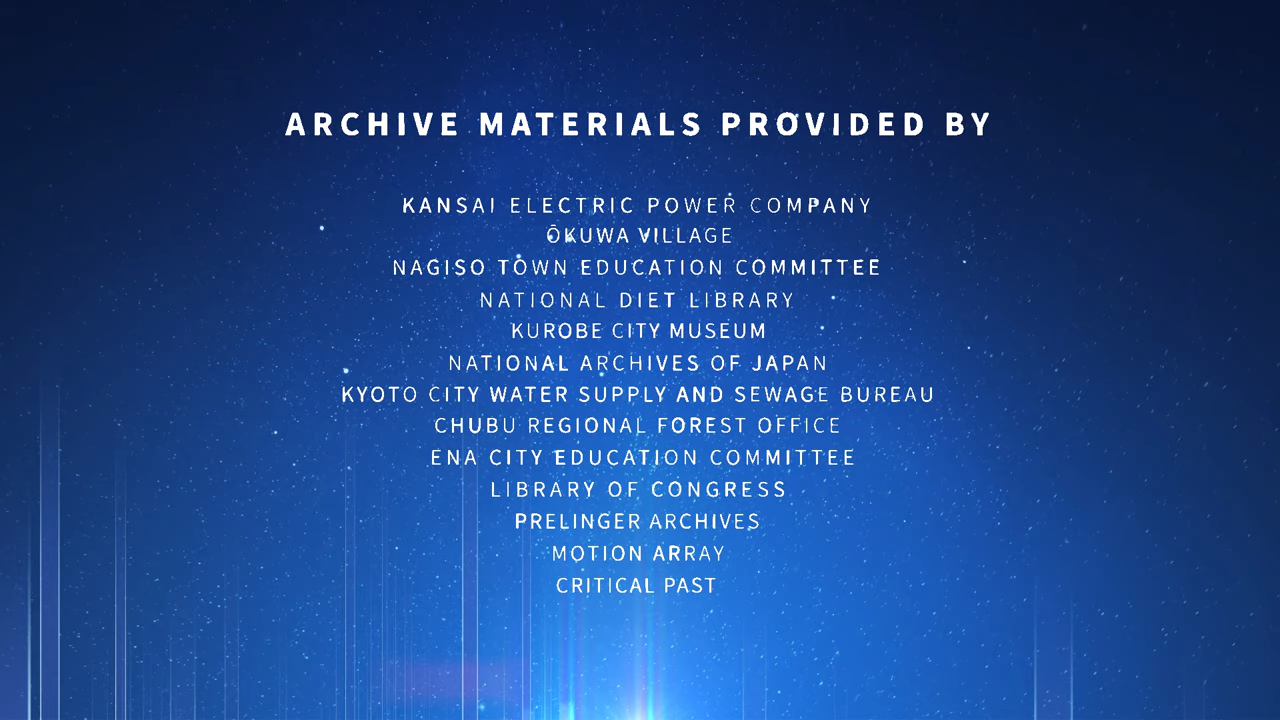 ARCHIVE MATERIALS PROVIDED BY
KANSAI ELECTRIC POWER COMPANY
ŌKUWA VILLAGE
NAGISO TOWN EDUCATION COMMITTEE
NATIONAL DIET LIBRARY
KUROBE CITY MUSEUM
NATIONAL ARCHIVES OF JAPAN
KYOTO CITY WATER SUPPLY AND SEWAGE BUREAU
CHUBU REGIONAL FOREST OFFICE
ENA CITY EDUCATION COMMITTEE
LIBRARY OF CONGRESS
PRELINGER ARCHIVES
MOTION ARRAY
CRITICAL PAST